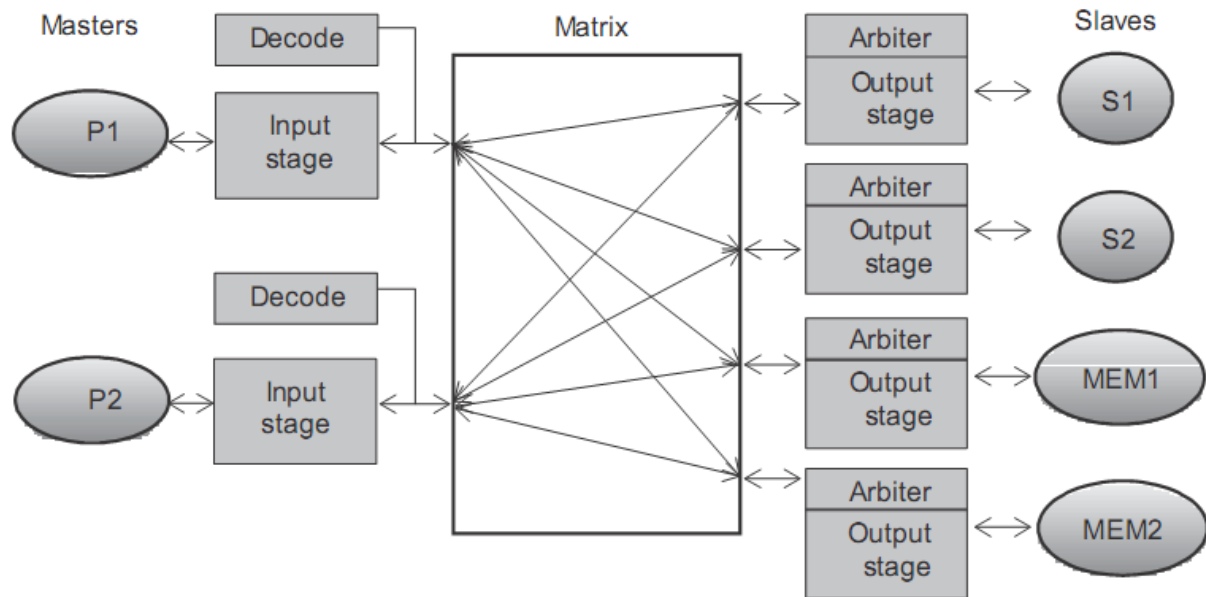 Masters
Decode
Matrix
Arbiter
Slaves
P1
Input
stage
Output
stage
S1
Arbiter
Output
stage
S2
Decode
P2
Input
stage
Arbiter
Output
stage
MEM1
Arbiter
Output
stage
MEM2